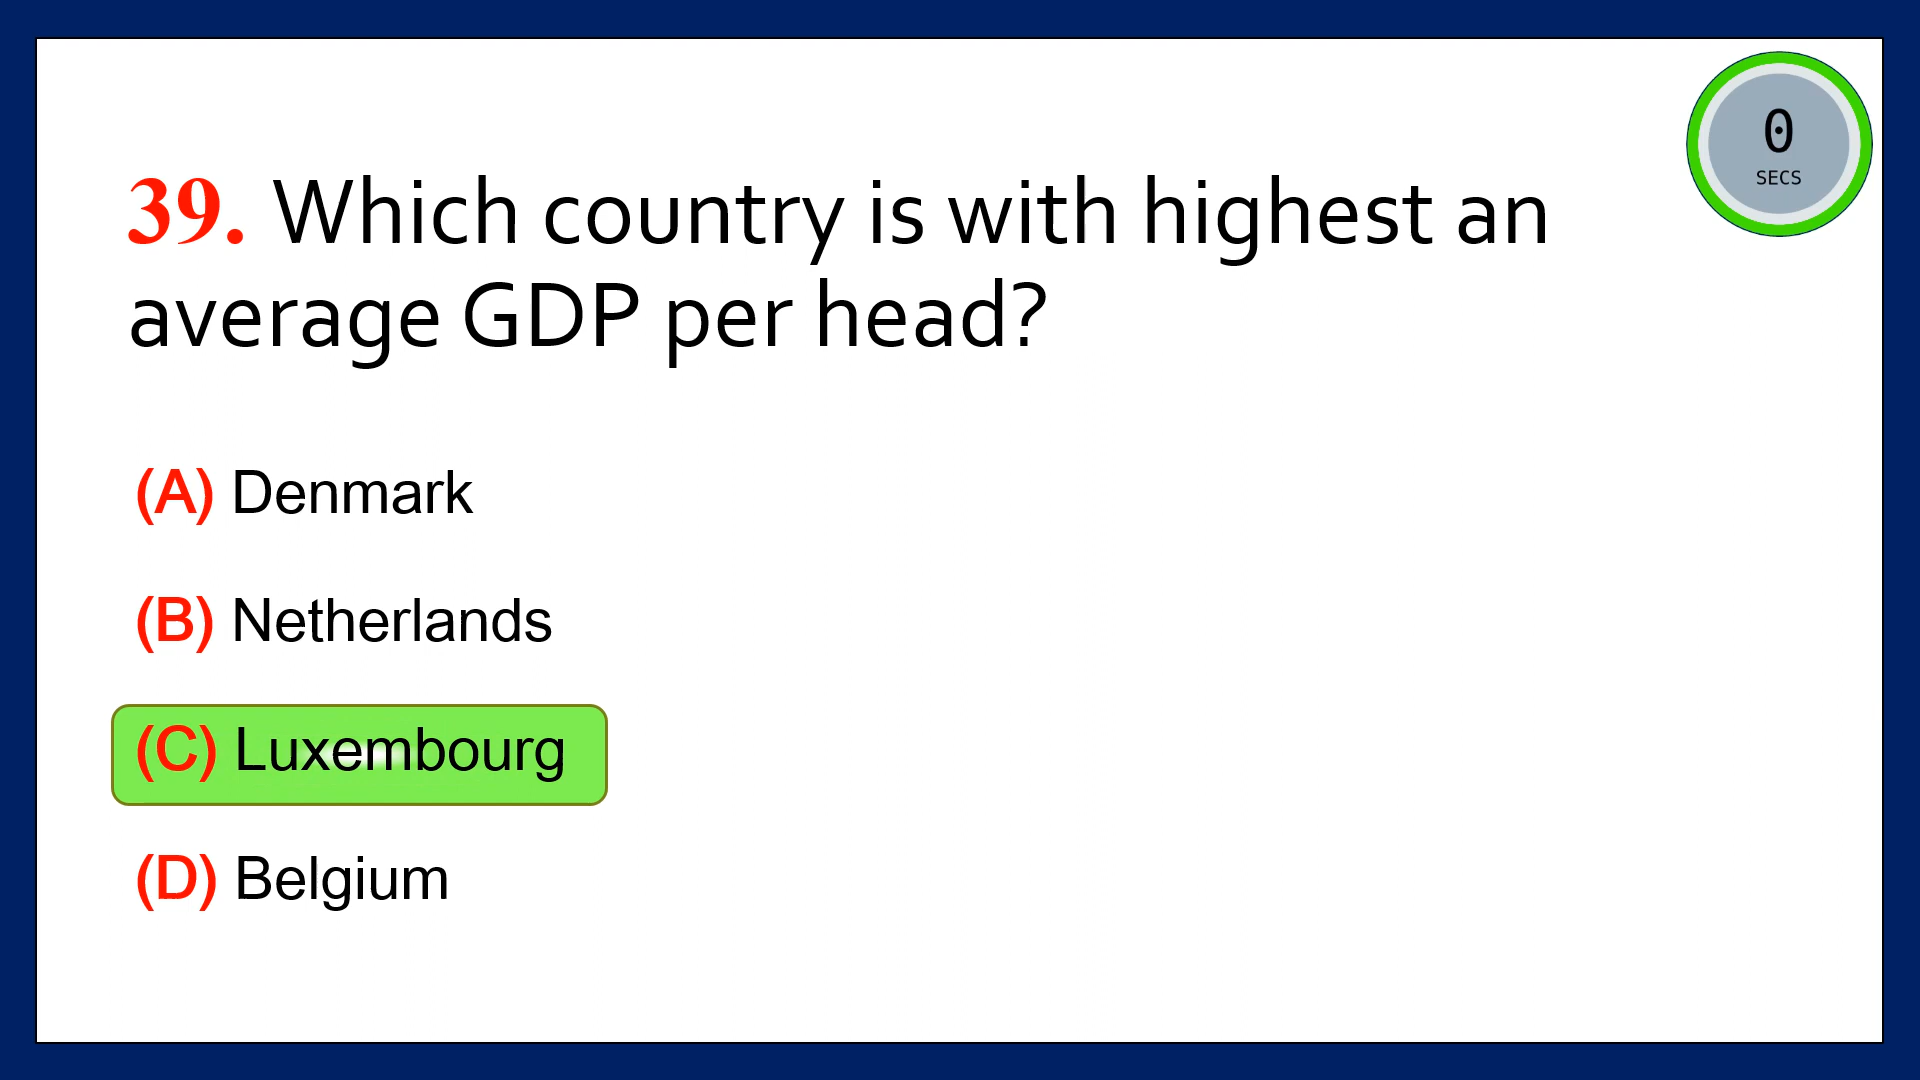 0
SECS
39. Which country is with highest an
average GDP per head?
(A) Denmark
(B) Netherlands
(C) Luxembourg
(D) Belgium